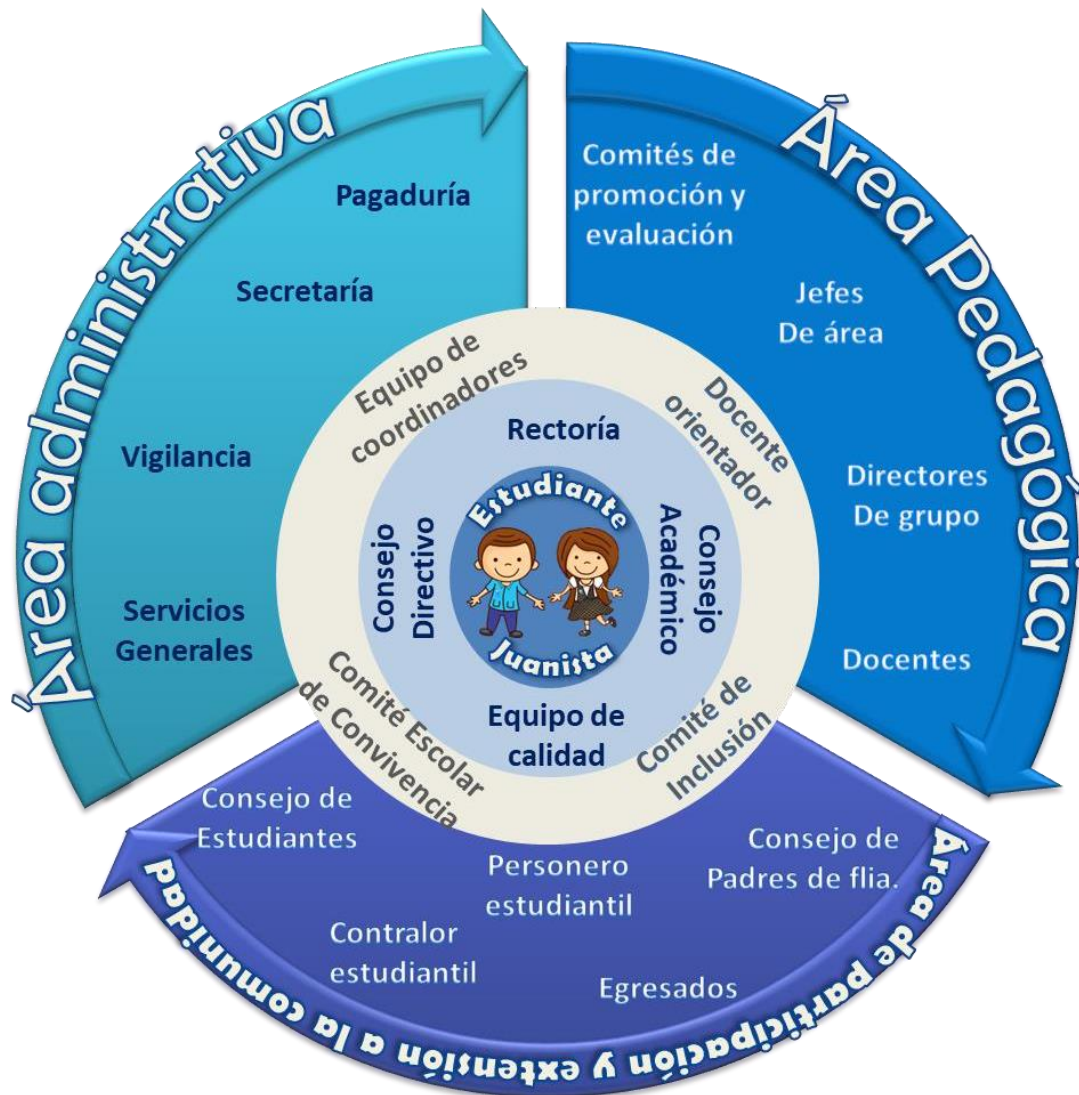 Área administrativa
Pagaduría
Secretaría
Vigilancia
Servicios
Generales
Área Pedagógica
Comités de
promoción y
evaluación
Jefes
De área
Directores
De grupo
Docentes
Área de participación y extensión a la comunidad
Consejo de
Estudiantes
Personero
estudiantil
Contralor
estudiantil
Consejo de
Padres de flia.
Egresados
Equipo de
coordinadores
Docente
orientador
Comité Escolar
de Convivencia
Comité de
Inclusión
Rectoría
Consejo
Directivo
Consejo
Académico
Equipo de
calidad
Estudiante
Juanista